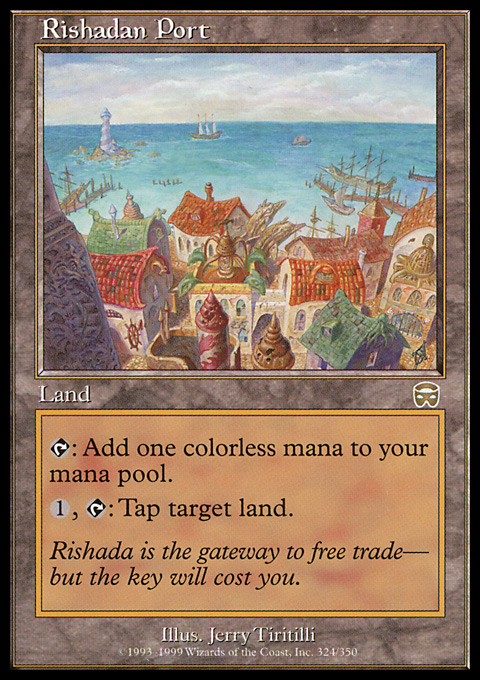 Rishadan Port
Land
: Add one colorless mana to your
mana pool.
1, : Tap target land.
Rishada is the gateway to free trade—
but the key will cost you.
Illus. Jerry Tiritilli
©1993–1999 Wizards of the Coast, Inc. 324/350